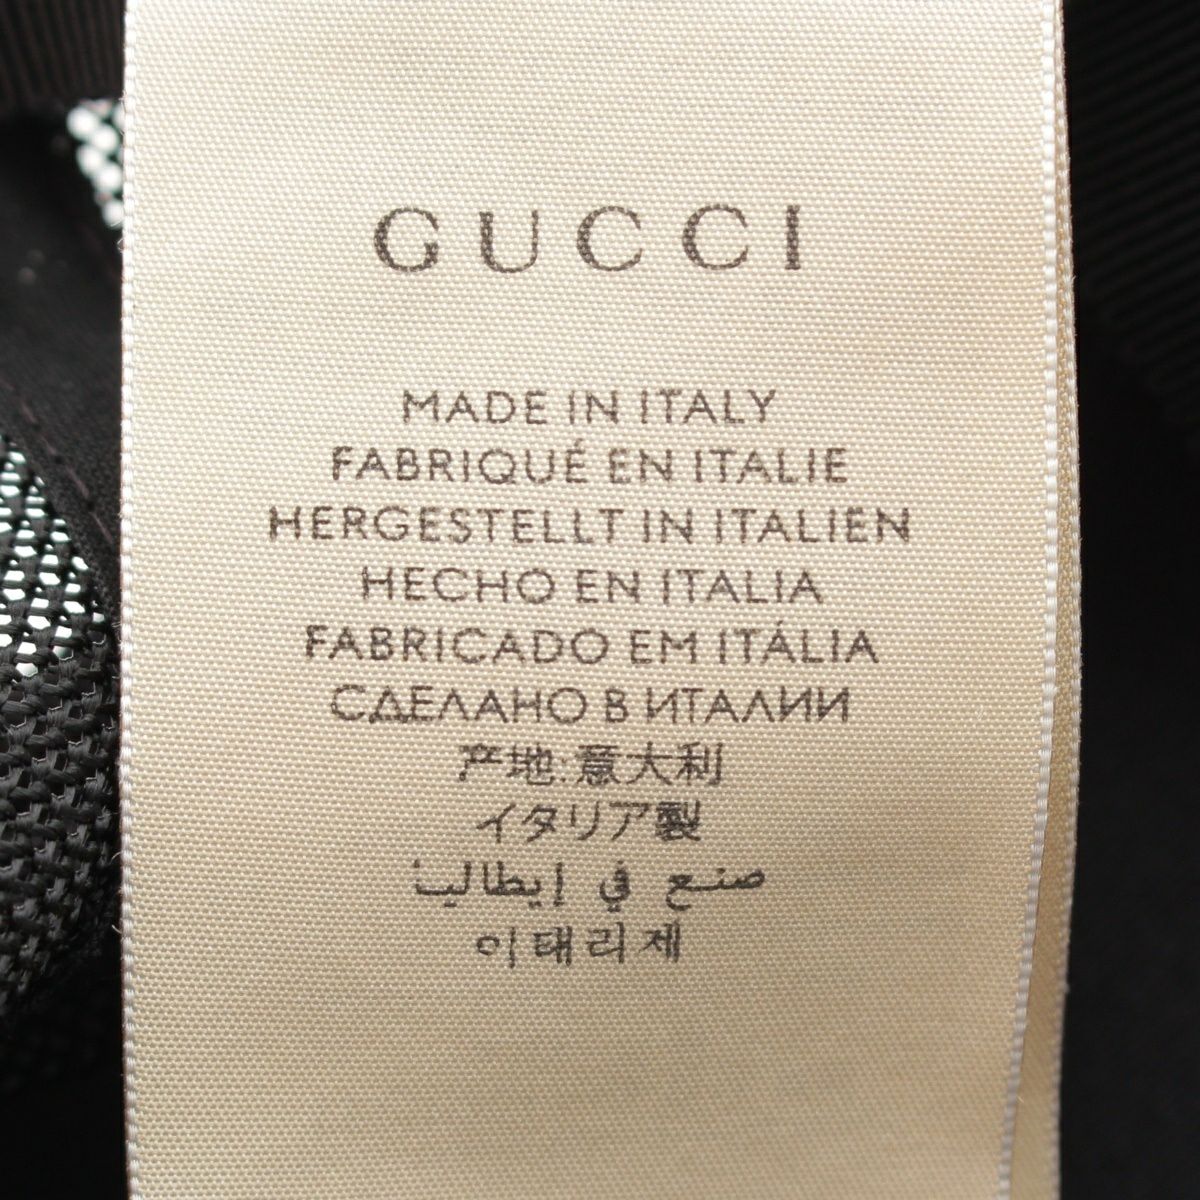 GUCCI
MADE IN ITALY
FABRIQUÉ EN ITALIE
HERGESTELLT IN ITALIEN
HECHO EN ITALIA
FABRICADO EM ITÁLIA
СДЕЛАНО В ИТАЛИИ
产地:意大利
イタリア製
صنع في إيطاليا
이태리제